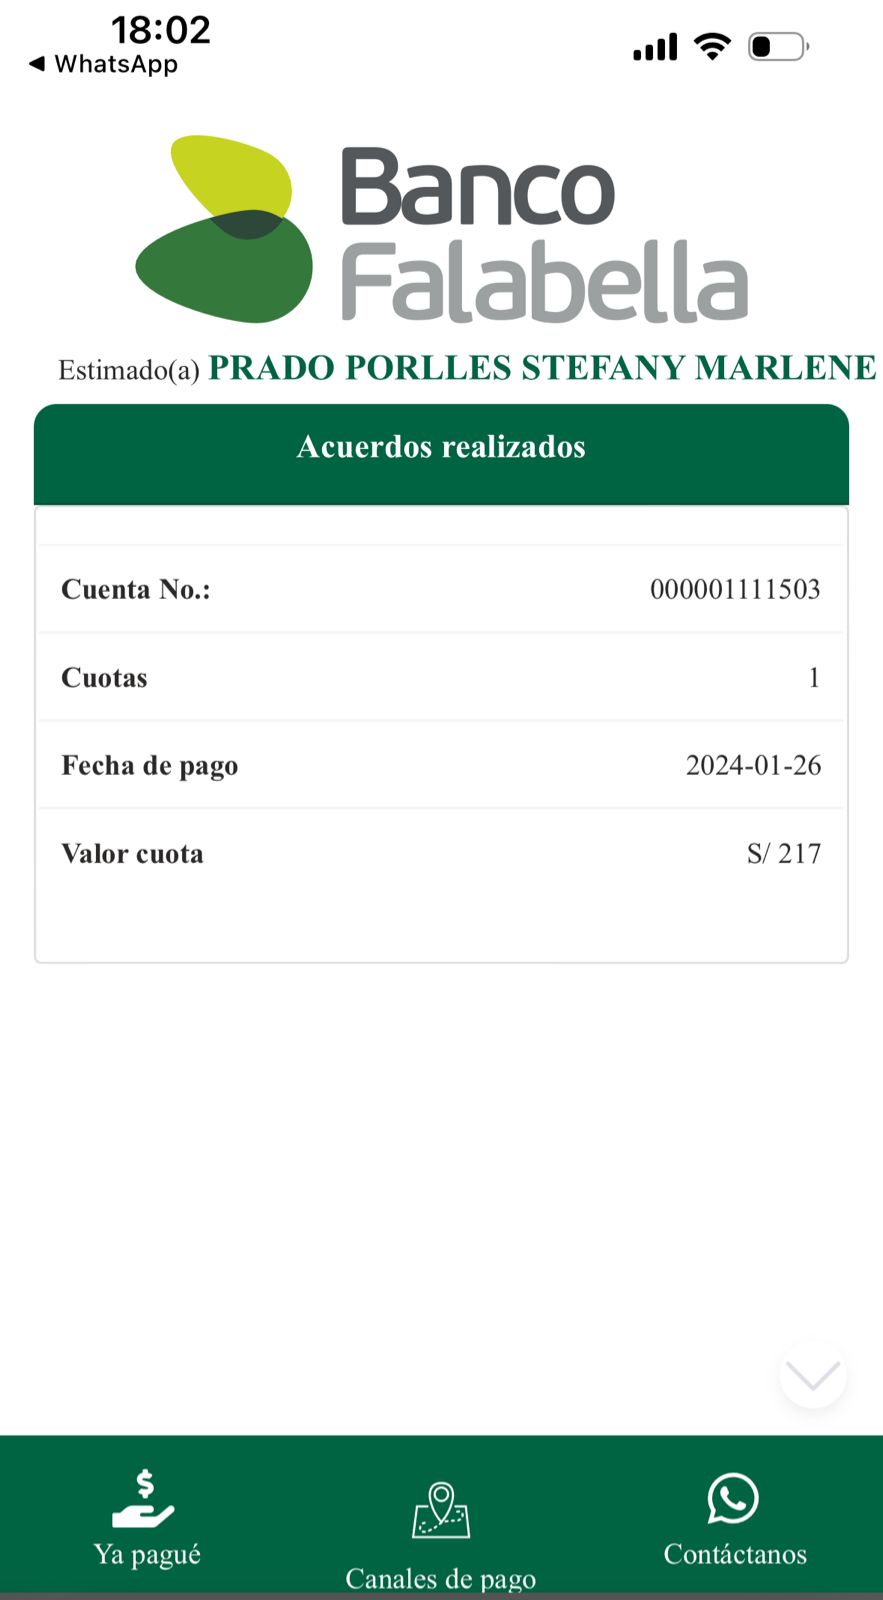 18:02
◀ WhatsApp
Banco
Falabella
Estimado(a) PRADO PORLLES STEFANY MARLENE
Acuerdos realizados
Cuenta No.: 000001111503
Cuotas 1
Fecha de pago 2024-01-26
Valor cuota S/ 217
Ya pagué
Canales de pago
Contáctanos